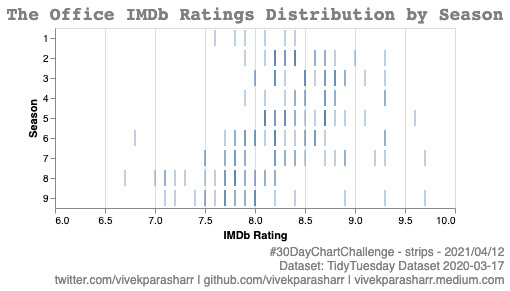 The Office IMDb Ratings Distribution by Season
Season
1
2
3
4
5
6
7
8
9
6.0 6.5 7.0 7.5 8.0 8.5 9.0 9.5 10.0
IMDb Rating
#30DayChartChallenge - strips - 2021/04/12
Dataset: TidyTuesday Dataset 2020-03-17
twitter.com/vivekparasharr | github.com/vivekparasharr | vivekparasharr.medium.com